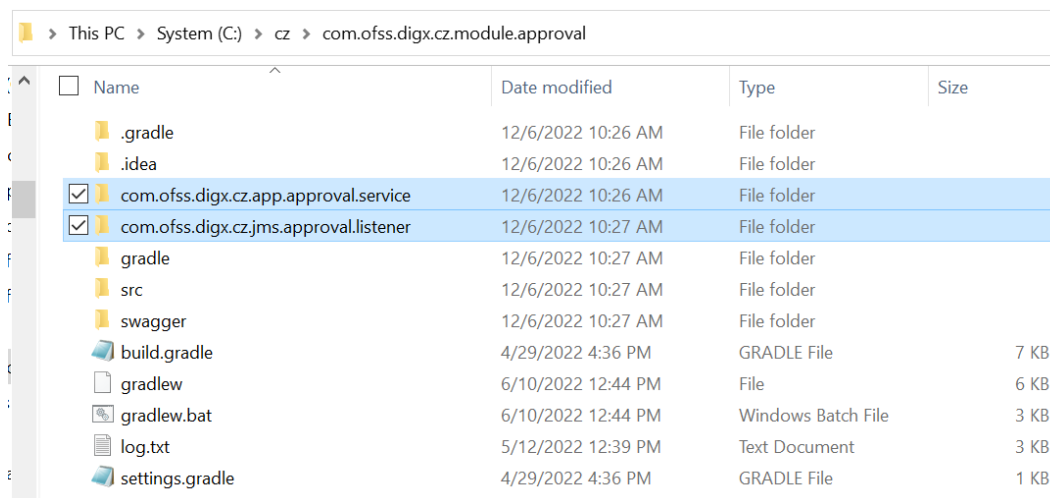 This PC > System (C:) > cz > com.ofss.digx.cz.module.approval
Name Date modified Type Size
.gradle 12/6/2022 10:26 AM File folder
.idea 12/6/2022 10:26 AM File folder
com.ofss.digx.cz.app.approval.service 12/6/2022 10:26 AM File folder
com.ofss.digx.cz.jms.approval.listener 12/6/2022 10:27 AM File folder
gradle 12/6/2022 10:27 AM File folder
src 12/6/2022 10:27 AM File folder
swagger 12/6/2022 10:27 AM File folder
build.gradle 4/29/2022 4:36 PM GRADLE File 7 KB
gradlew 6/10/2022 12:44 PM File 6 KB
gradlew.bat 6/10/2022 12:44 PM Windows Batch File 3 KB
log.txt 5/12/2022 12:39 PM Text Document 3 KB
settings.gradle 4/29/2022 4:36 PM GRADLE File 1 KB